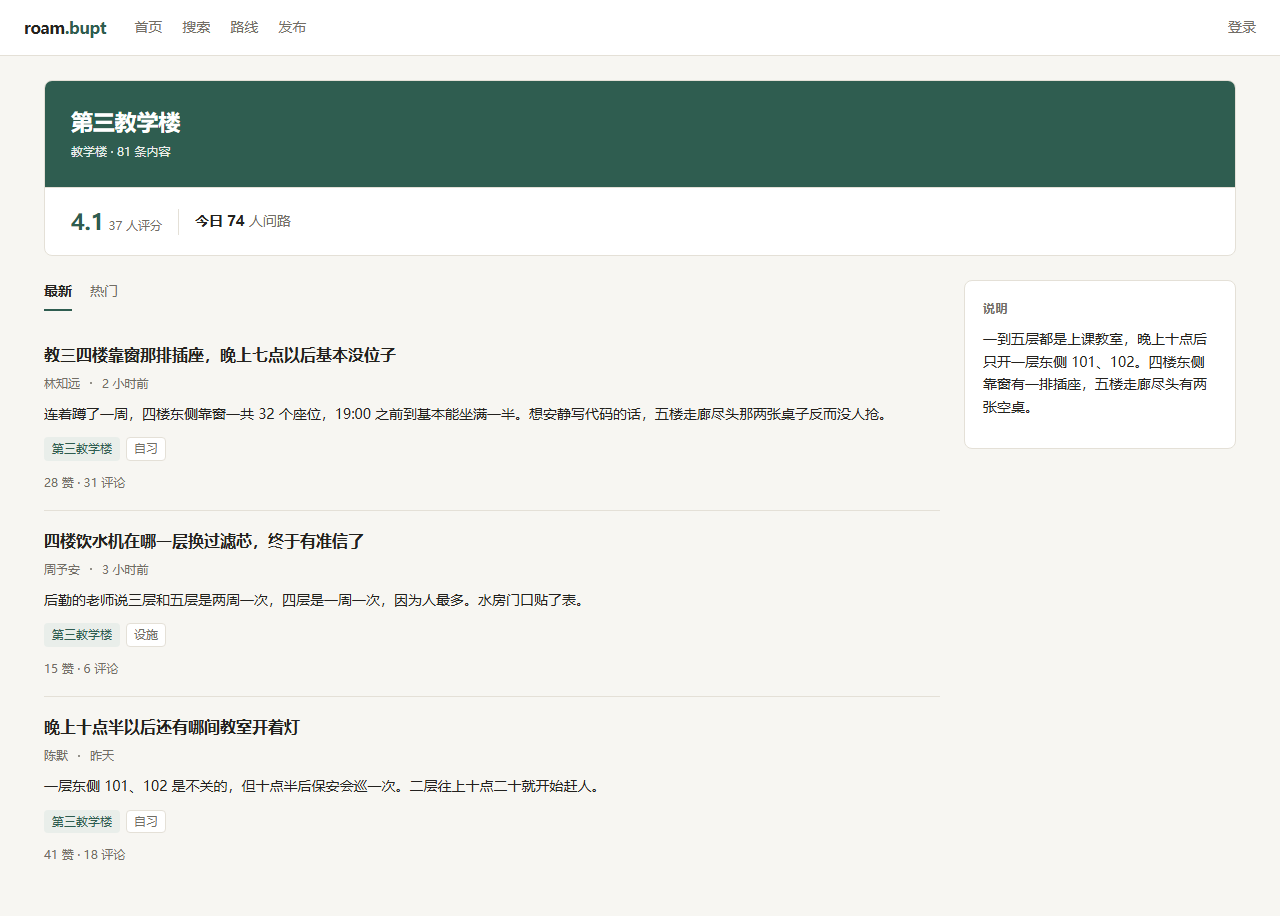 roam.bupt 首页 搜索 路线 发布 登录
第三教学楼
教学楼 · 81 条内容
4.1 37 人评分 今日 74 人问路
最新 热门
教三四楼靠窗那排插座，晚上七点以后基本没位子
林知远 · 2 小时前
连着蹲了一周，四楼东侧靠窗一共 32 个座位，19:00 之前到基本能坐满一半。想安静写代码的话，五楼走廊尽头那两张桌子反而没人抢。
第三教学楼 自习
28 赞 · 31 评论
四楼饮水机在哪一层换过滤芯，终于有准信了
周予安 · 3 小时前
后勤的老师说三层和五层是两周一次，四层是一周一次，因为人最多。水房门口贴了表。
第三教学楼 设施
15 赞 · 6 评论
晚上十点半以后还有哪间教室开着灯
陈默 · 昨天
一层东侧 101、102 是不关的，但十点半后保安会巡一次。二层往上十点二十就开始赶人。
第三教学楼 自习
41 赞 · 18 评论
说明
一到五层都是上课教室，晚上十点后
只开一层东侧 101、102。四楼东侧
靠窗有一排插座，五楼走廊尽头有两
张空桌。